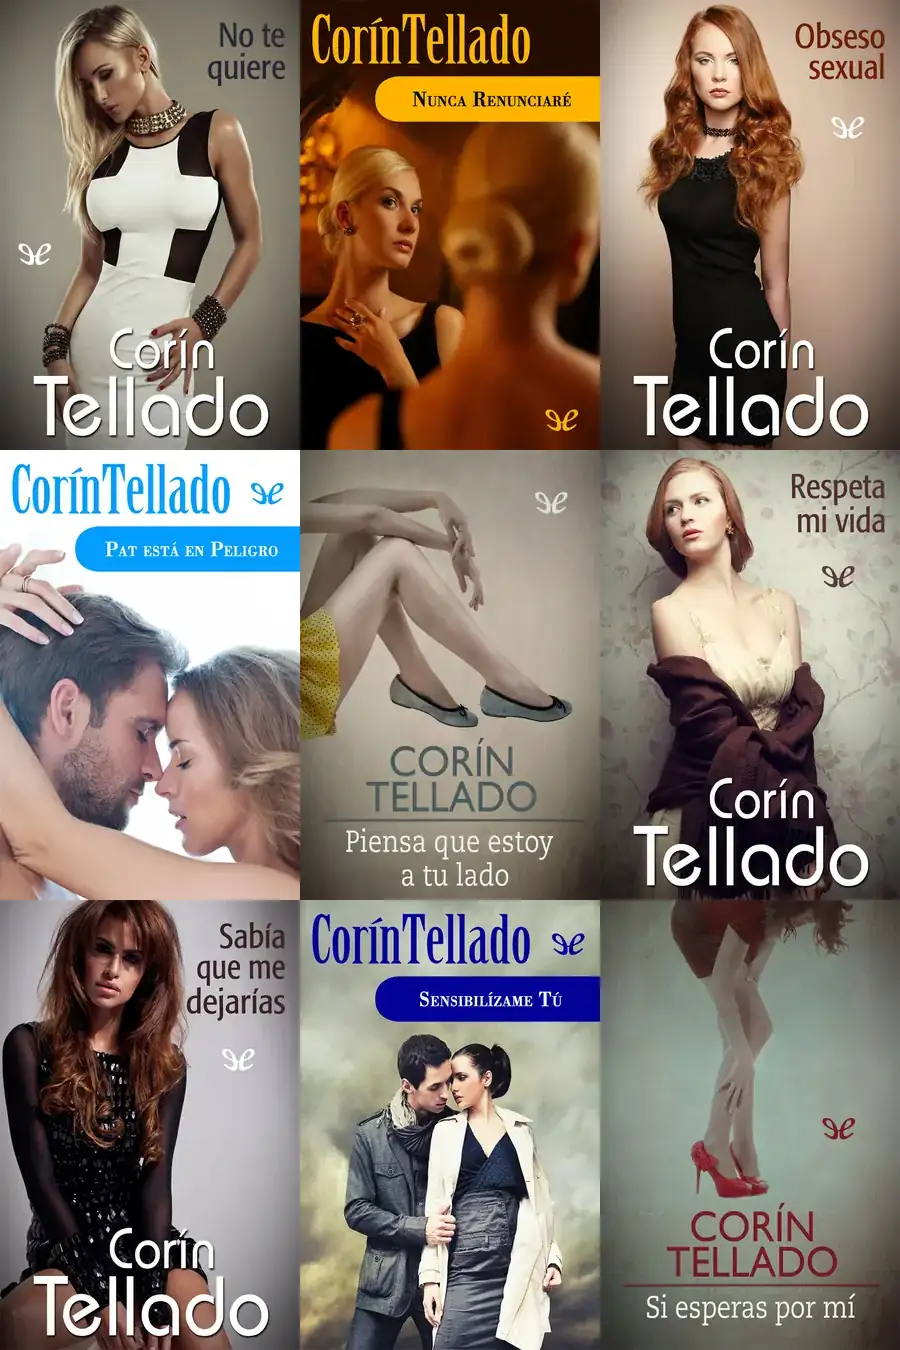 No te
quiere
Corín
Tellado
CorínTellado
NUNCA RENUNCIARÉ
Obseso
sexual
Corín
Tellado
CorínTellado
PAT ESTÁ EN PELIGRO
CORÍN
TELLADO
Piensa que estoy
a tu lado
Respeta
mi vida
Corín
Tellado
Sabía
que me
dejarías
Corín
Tellado
CorínTellado
SENSIBILÍZAME TÚ
CORÍN
TELLADO
Si esperas por mí